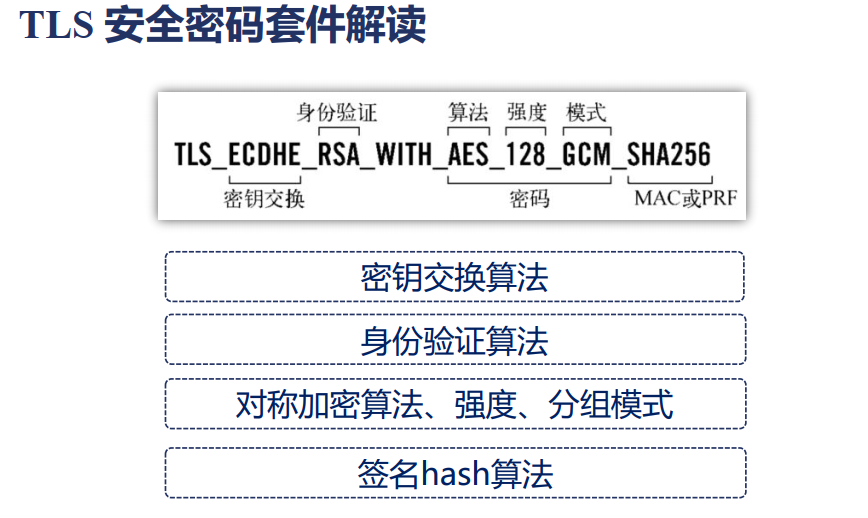 TLS 安全密码套件解读
身份验证 算法 强度 模式
TLS_ECDHE_RSA_WITH_AES_128_GCM_SHA256
密钥交换 密码 MAC或PRF
密钥交换算法
身份验证算法
对称加密算法、强度、分组模式
签名hash算法